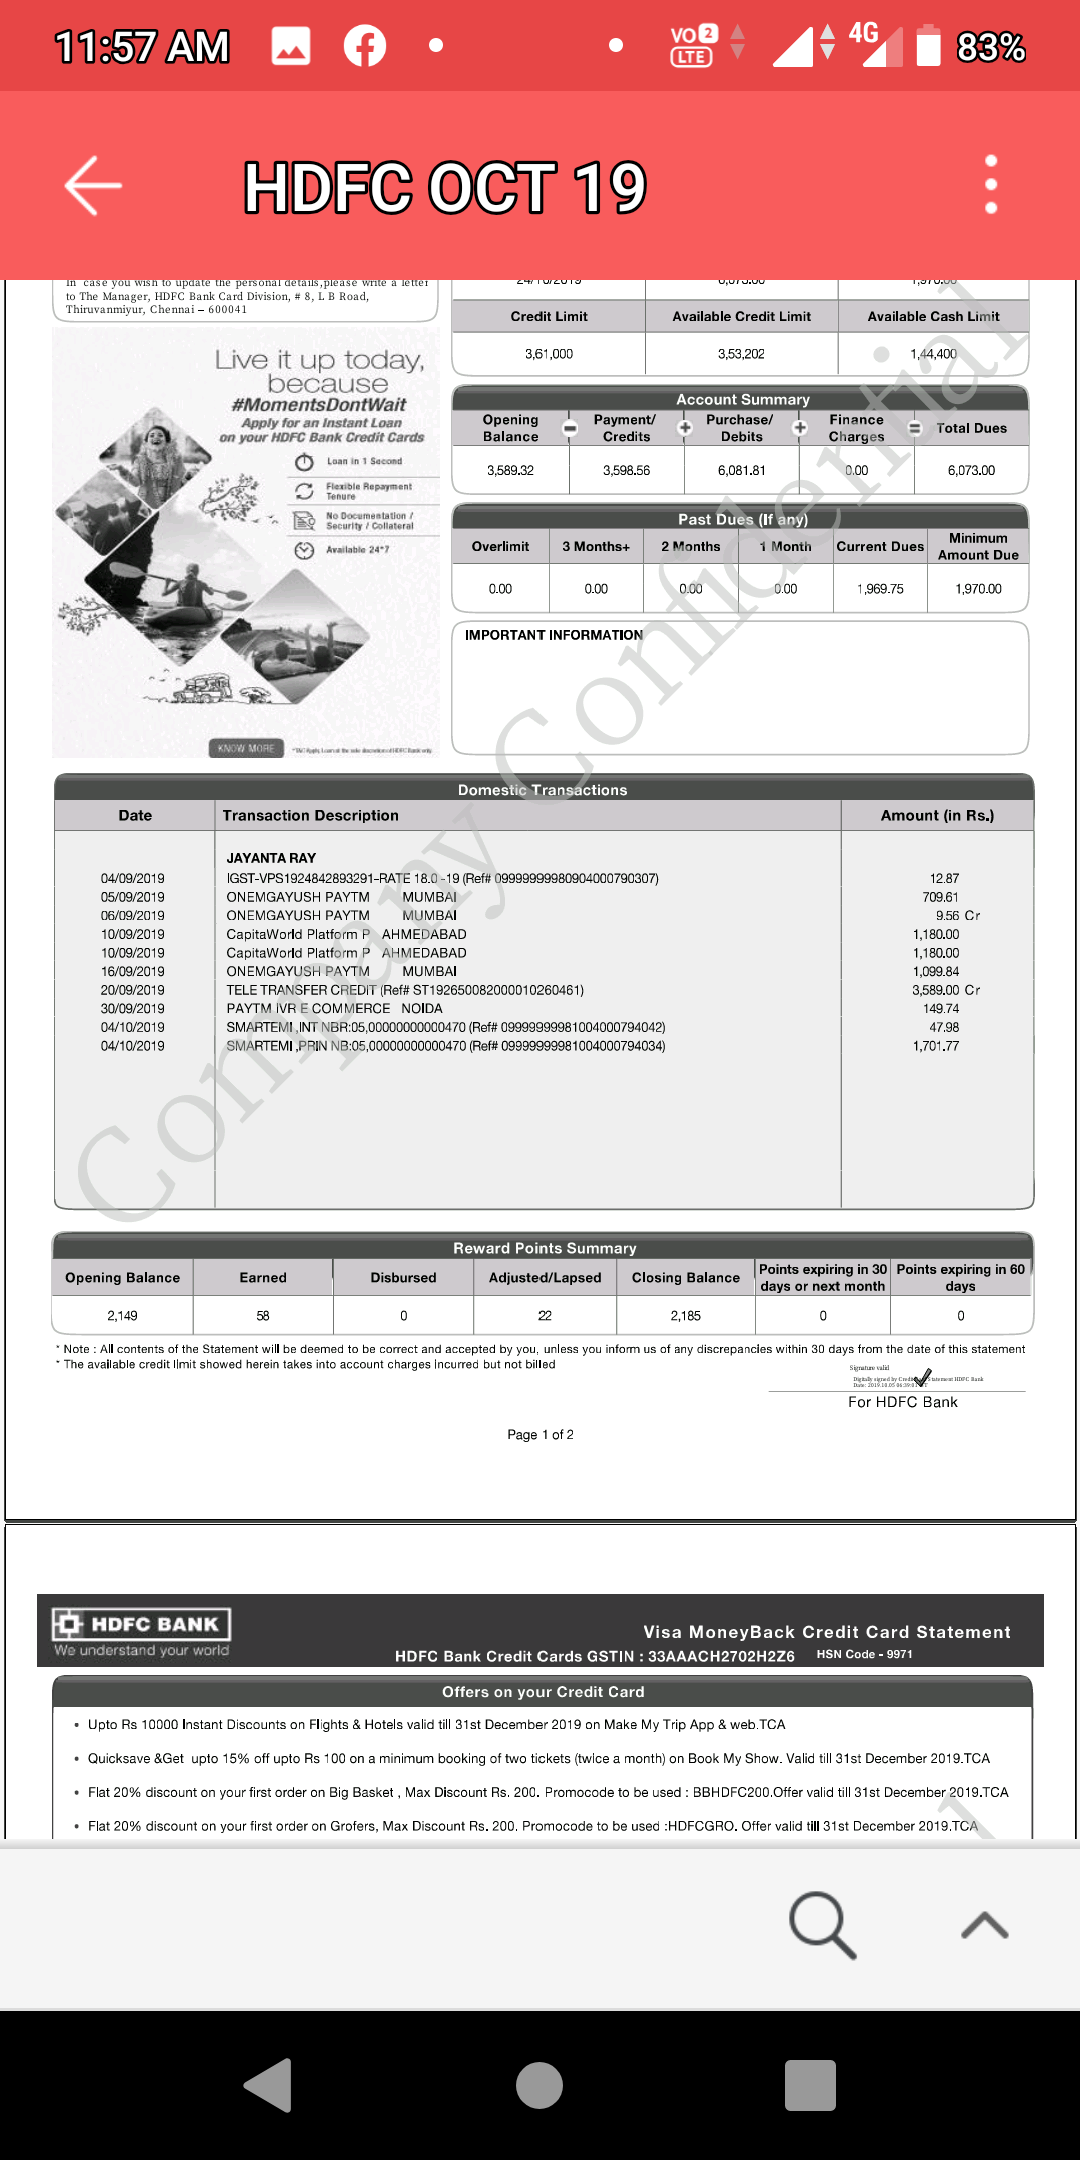 11:57 AM
VO 2
LTE
4G
83%
HDFC OCT 19
In case you wish to update the personal details,please write a letter
to The Manager, HDFC Bank Card Division, # 8, L B Road,
Thiruvanmiyur, Chennai – 600041
24/10/2019 6,073.00 1,970.00
Credit Limit Available Credit Limit Available Cash Limit
3,61,000 3,53,202 1,44,400
Live it up today,
because
#MomentsDontWait
Apply for an Instant Loan
on your HDFC Bank Credit Cards
Loan in 1 Second
Flexible Repayment
Tenure
No Documentation /
Security / Collateral
Available 24*7
KNOW MORE
Account Summary
Opening Balance - Payment/ Credits + Purchase/ Debits + Finance Charges = Total Dues
3,589.32 3,598.56 6,081.81 0.00 6,073.00
Past Dues (If any)
Overlimit 3 Months+ 2 Months 1 Month Current Dues Minimum Amount Due
0.00 0.00 0.00 0.00 1,969.75 1,970.00
IMPORTANT INFORMATION
Company Confidential
Domestic Transactions
Date Transaction Description Amount (in Rs.)
JAYANTA RAY
04/09/2019 IGST-VPS1924842893291-RATE 18.0 -19 (Ref# 09999999980904000790307) 12.87
05/09/2019 ONEMGAYUSH PAYTM MUMBAI 709.61
06/09/2019 ONEMGAYUSH PAYTM MUMBAI 9.56 Cr
10/09/2019 CapitaWorld Platform P AHMEDABAD 1,180.00
10/09/2019 CapitaWorld Platform P AHMEDABAD 1,180.00
16/09/2019 ONEMGAYUSH PAYTM MUMBAI 1,099.84
20/09/2019 TELE TRANSFER CREDIT (Ref# ST192650082000010260461) 3,589.00 Cr
30/09/2019 PAYTM IVR E COMMERCE NOIDA 149.74
04/10/2019 SMARTEMI ,INT NBR:05,00000000000470 (Ref# 09999999981004000794042) 47.98
04/10/2019 SMARTEMI ,PRIN NB:05,00000000000470 (Ref# 09999999981004000794034) 1,701.77
Reward Points Summary
Opening Balance Earned Disbursed Adjusted/Lapsed Closing Balance Points expiring in 30 days or next month Points expiring in 60 days
2,149 58 0 22 2,185 0 0
* Note : All contents of the Statement will be deemed to be correct and accepted by you, unless you inform us of any discrepancies within 30 days from the date of this statement
* The available credit limit showed herein takes into account charges incurred but not billed
Signature valid
Digitally signed by Credit Statement HDFC Bank
Date: 2019.10.05
For HDFC Bank
Page 1 of 2
HDFC BANK
We understand your world
Visa MoneyBack Credit Card Statement
HDFC Bank Credit Cards GSTIN : 33AAACH2702H2Z6 HSN Code - 9971
Offers on your Credit Card
• Upto Rs 10000 Instant Discounts on Flights & Hotels valid till 31st December 2019 on Make My Trip App & web.TCA
• Quicksave &Get upto 15% off upto Rs 100 on a minimum booking of two tickets (twice a month) on Book My Show. Valid till 31st December 2019.TCA
• Flat 20% discount on your first order on Big Basket , Max Discount Rs. 200. Promocode to be used : BBHDFC200.Offer valid till 31st December 2019.TCA
• Flat 20% discount on your first order on Grofers, Max Discount Rs. 200. Promocode to be used :HDFCGRO. Offer valid till 31st December 2019.TCA